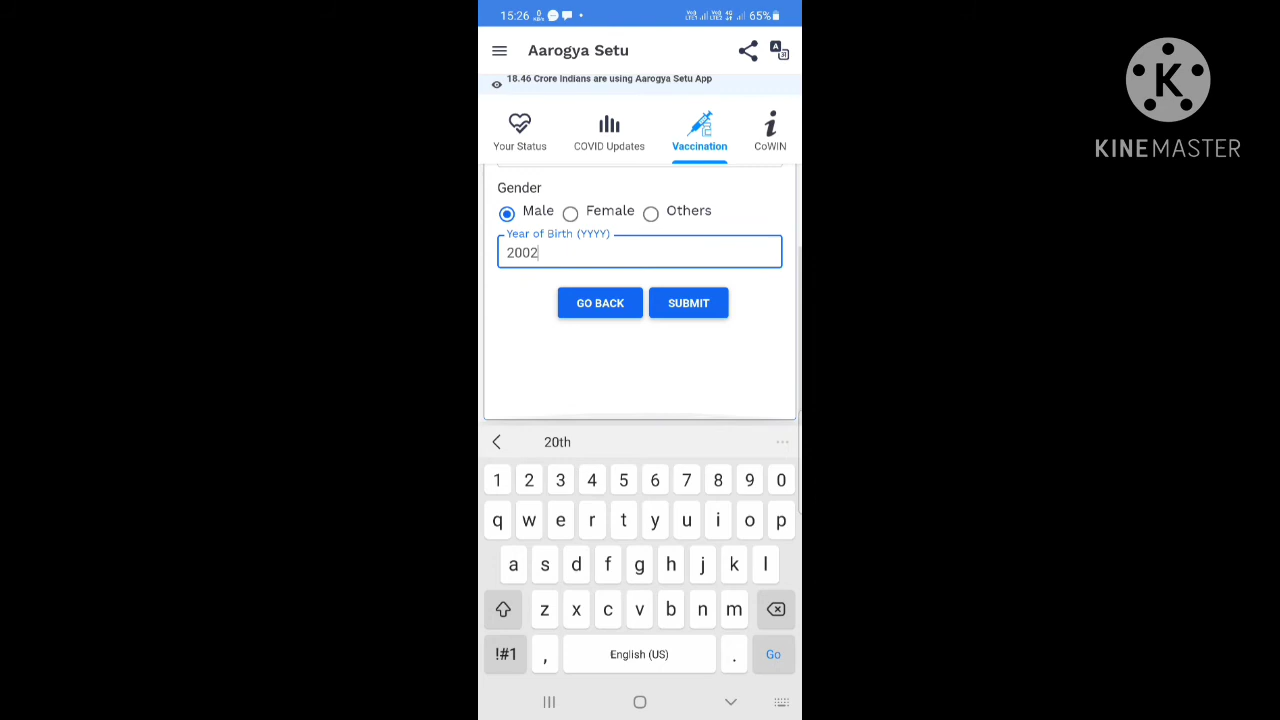 15:26 65%
Aarogya Setu
18.46 Crore Indians are using Aarogya Setu App
Your Status COVID Updates Vaccination CoWIN
Gender
Male Female Others
Year of Birth (YYYY)
2002
GO BACK SUBMIT
20th
1 2 3 4 5 6 7 8 9 0
q w e r t y u i o p
a s d f g h j k l
z x c v b n m
!#1 , English (US) . Go
K
KINEMASTER